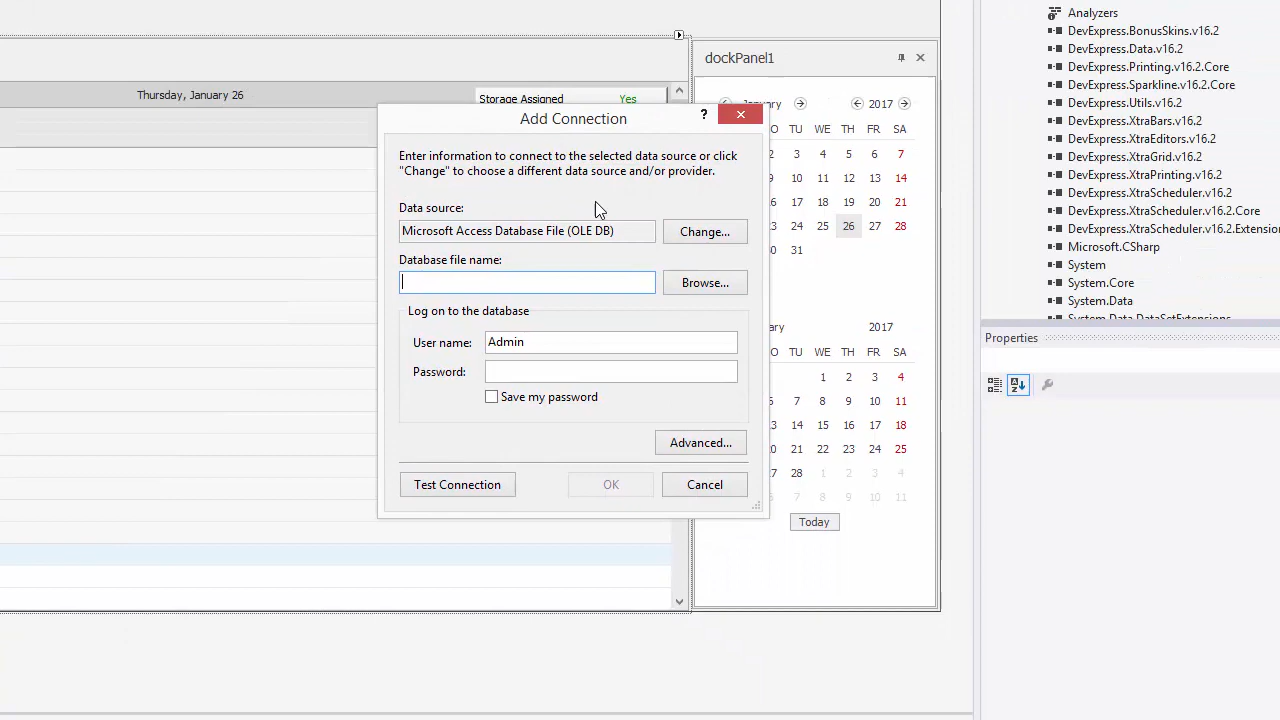 Thursday, January 26
Storage Assigned Yes
dockPanel1
January 2017
TU WE TH FR SA
2 3 4 5 6 7
9 10 11 12 13 14
16 17 18 19 20 21
23 24 25 26 27 28
30 31
2017
TU WE TH FR SA
1 2 3 4
7 8 9 10 11
14 15 16 17 18
21 22 23 24 25
27 28 1 2 3 4
7 8 9 10 11
Today
Add Connection
?
Enter information to connect to the selected data source or click
"Change" to choose a different data source and/or provider.
Data source:
Microsoft Access Database File (OLE DB) Change...
Database file name:
Browse...
Log on to the database
User name: Admin
Password:
Save my password
Advanced...
Test Connection OK Cancel
Analyzers
DevExpress.BonusSkins.v16.2
DevExpress.Data.v16.2
DevExpress.Printing.v16.2.Core
DevExpress.Sparkline.v16.2.Core
DevExpress.Utils.v16.2
DevExpress.XtraBars.v16.2
DevExpress.XtraEditors.v16.2
DevExpress.XtraGrid.v16.2
DevExpress.XtraPrinting.v16.2
DevExpress.XtraScheduler.v16.2
DevExpress.XtraScheduler.v16.2.Core
DevExpress.XtraScheduler.v16.2.Extension
Microsoft.CSharp
System
System.Core
System.Data
System.Data.DataSetExtensions
Properties